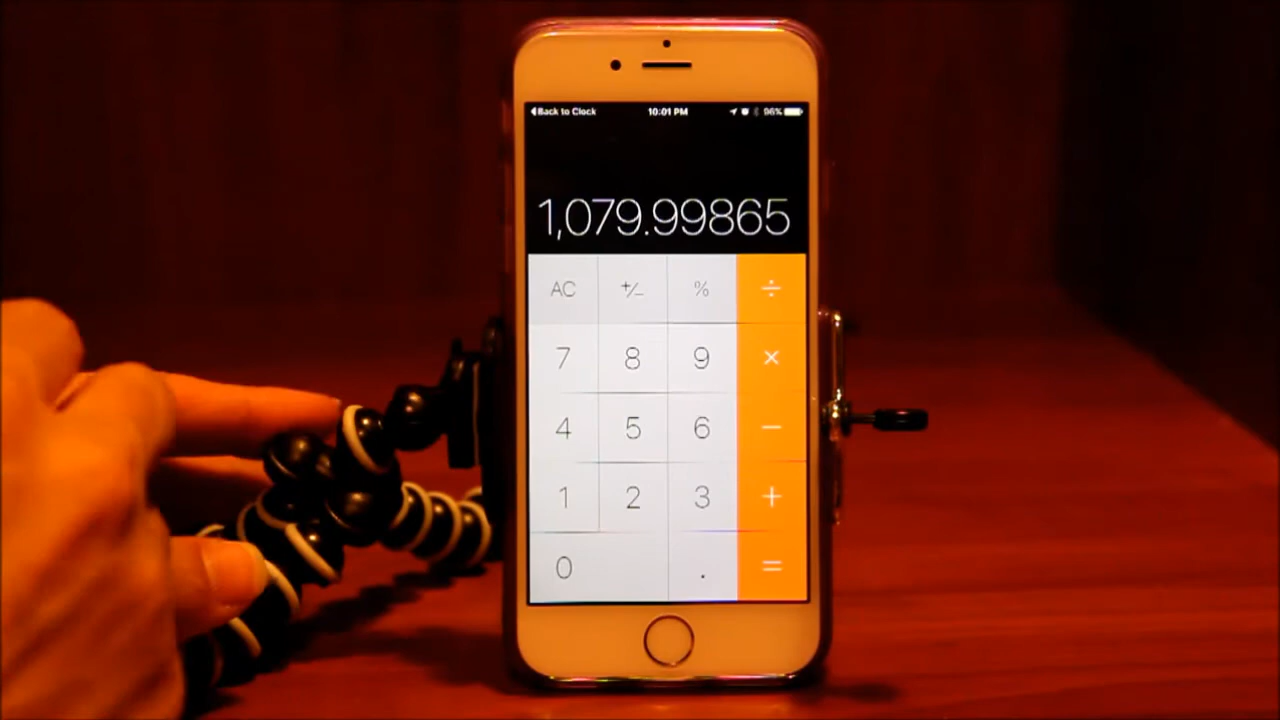 Back to Clock 10:01 PM 96%
1,079.99865
AC +/− % ÷
7 8 9 ×
4 5 6 −
1 2 3 +
0 . =